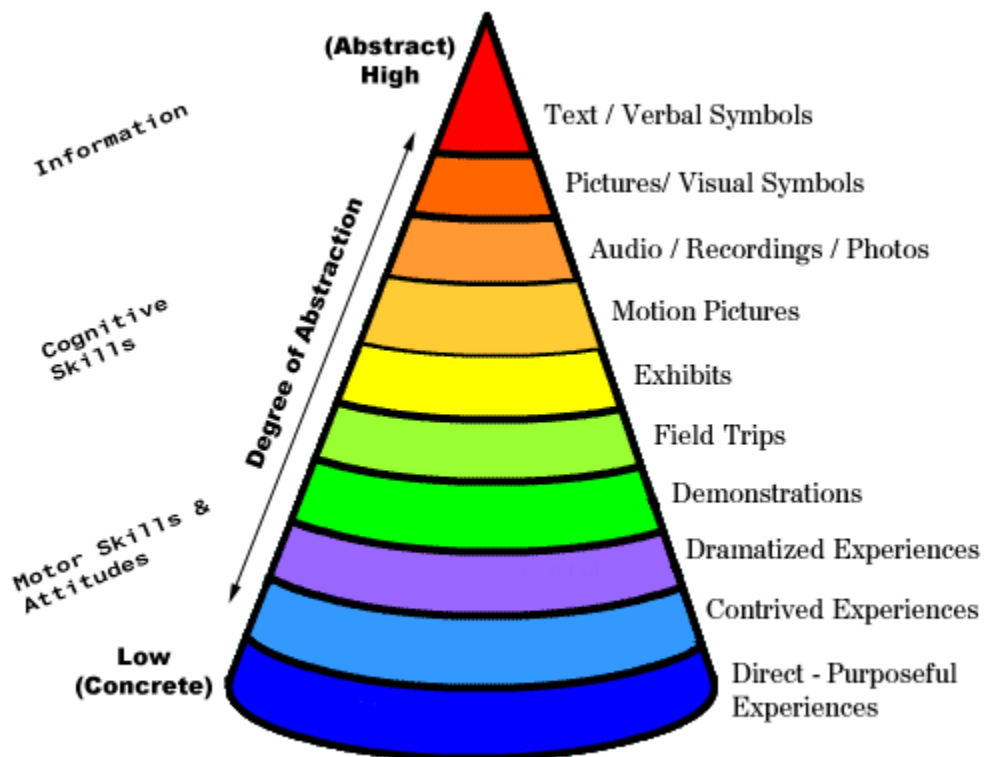 (Abstract)
High
Information
Text / Verbal Symbols
Pictures/ Visual Symbols
Audio / Recordings / Photos
Degree of Abstraction
Motion Pictures
Cognitive
Skills
Exhibits
Field Trips
Demonstrations
Motor Skills &
Attitudes
Dramatized Experiences
Contrived Experiences
Low
(Concrete)
Direct - Purposeful
Experiences